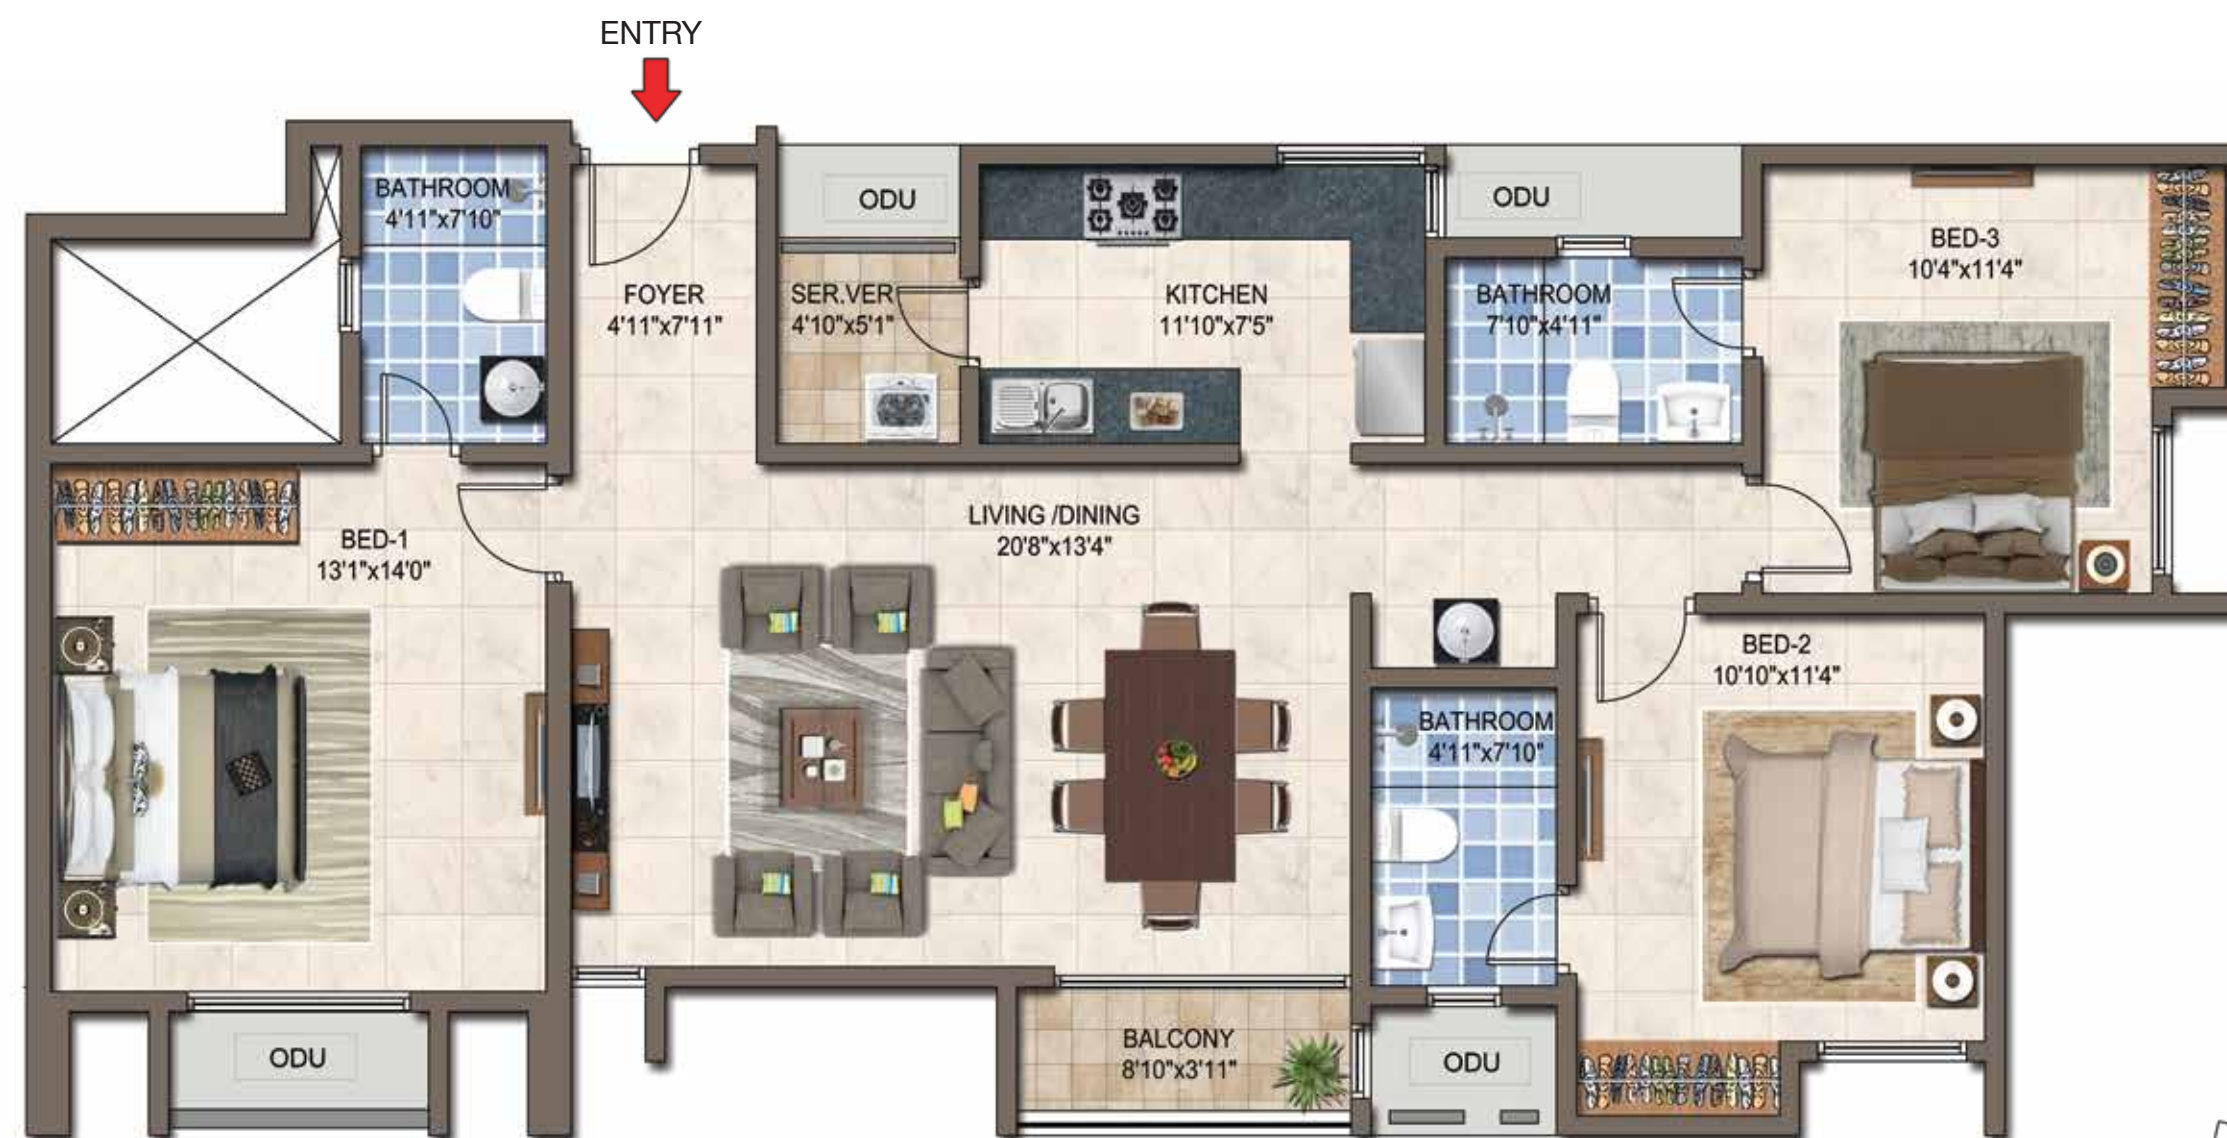 ENTRY
BATHROOM
4'11"x7'10"
ODU
ODU
BED-3
10'4"x11'4"
FOYER
4'11"x7'11"
SER.VER
4'10"x5'1"
KITCHEN
11'10"x7'5"
BATHROOM
7'10"x4'11"
LIVING /DINING
20'8"x13'4"
BED-1
13'1"x14'0"
BED-2
10'10"x11'4"
BATHROOM
4'11"x7'10"
BALCONY
8'10"x3'11"
ODU
ODU